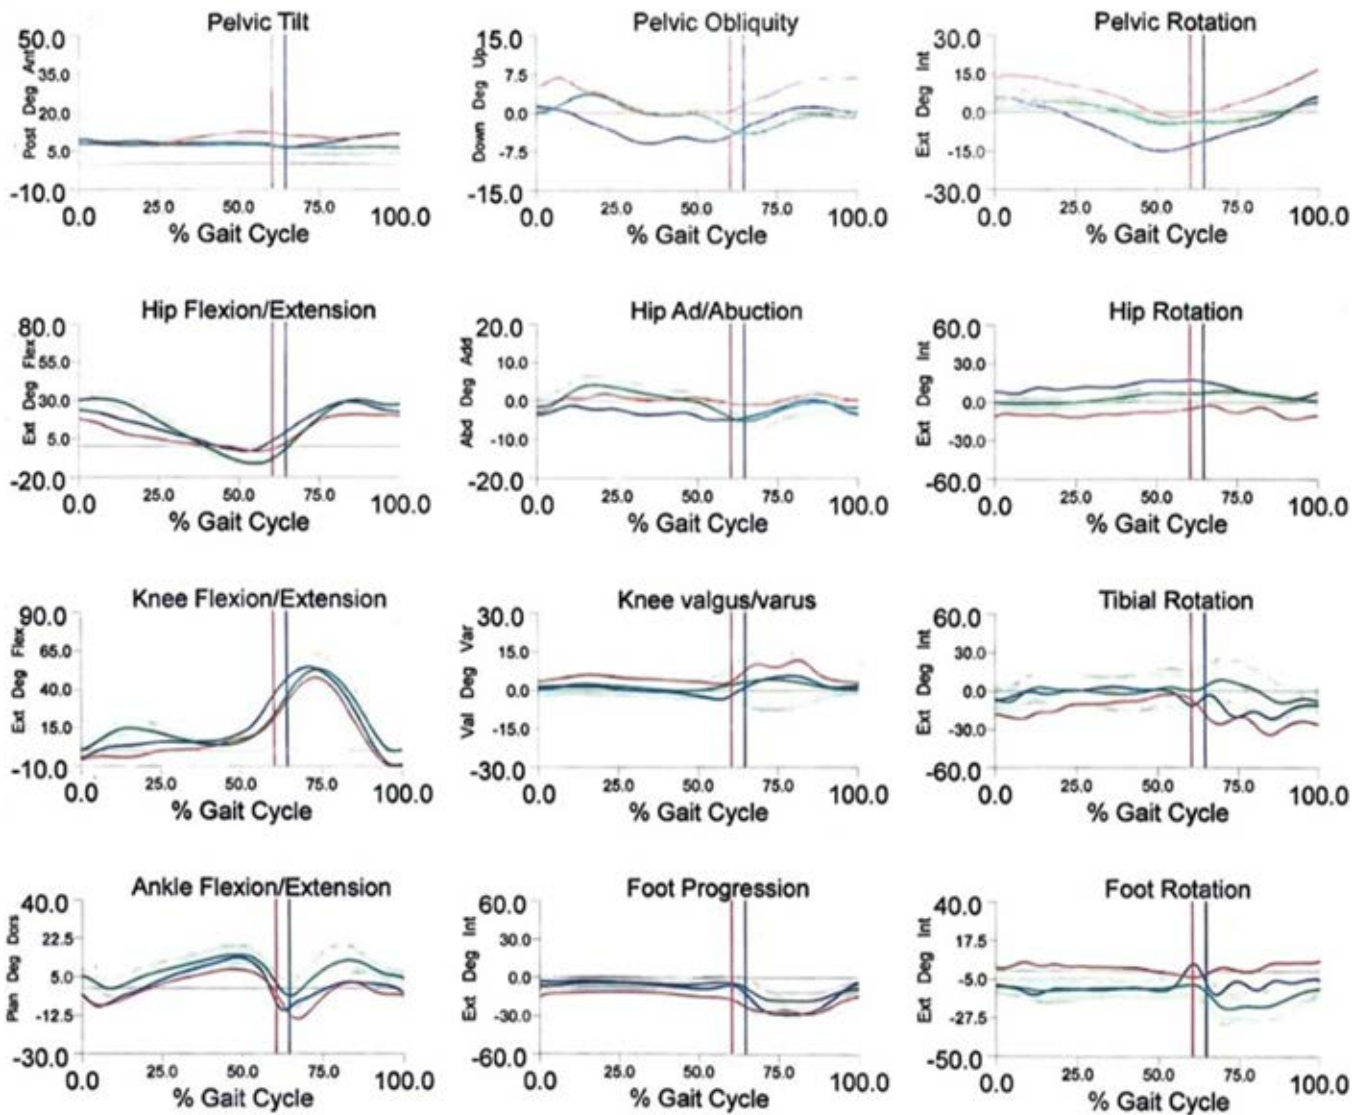 Pelvic Tilt
50.0
35.0
20.0
5.0
-10.0
Post Deg Ant
0.0 25.0 50.0 75.0 100.0
% Gait Cycle
Pelvic Obliquity
15.0
7.5
0.0
-7.5
-15.0
Down Deg Up
0.0 25.0 50.0 75.0 100.0
% Gait Cycle
Pelvic Rotation
30.0
15.0
0.0
-15.0
-30.0
Ext Deg Int
0.0 25.0 50.0 75.0 100.0
% Gait Cycle
Hip Flexion/Extension
80.0
55.0
30.0
5.0
-20.0
Ext Deg Flex
0.0 25.0 50.0 75.0 100.0
% Gait Cycle
Hip Ad/Abuction
20.0
10.0
0.0
-10.0
-20.0
Abd Deg Add
0.0 25.0 50.0 75.0 100.0
% Gait Cycle
Hip Rotation
60.0
30.0
0.0
-30.0
-60.0
Ext Deg Int
0.0 25.0 50.0 75.0 100.0
% Gait Cycle
Knee Flexion/Extension
90.0
65.0
40.0
15.0
-10.0
Ext Deg Flex
0.0 25.0 50.0 75.0 100.0
% Gait Cycle
Knee valgus/varus
30.0
15.0
0.0
-15.0
-30.0
Val Deg Var
0.0 25.0 50.0 75.0 100.0
% Gait Cycle
Tibial Rotation
60.0
30.0
0.0
-30.0
-60.0
Ext Deg Int
0.0 25.0 50.0 75.0 100.0
% Gait Cycle
Ankle Flexion/Extension
40.0
22.5
5.0
-12.5
-30.0
Plan Deg Dors
0.0 25.0 50.0 75.0 100.0
% Gait Cycle
Foot Progression
60.0
30.0
0.0
-30.0
-60.0
Ext Deg Int
0.0 25.0 50.0 75.0 100.0
% Gait Cycle
Foot Rotation
40.0
17.5
-5.0
-27.5
-50.0
Ext Deg Int
0.0 25.0 50.0 75.0 100.0
% Gait Cycle